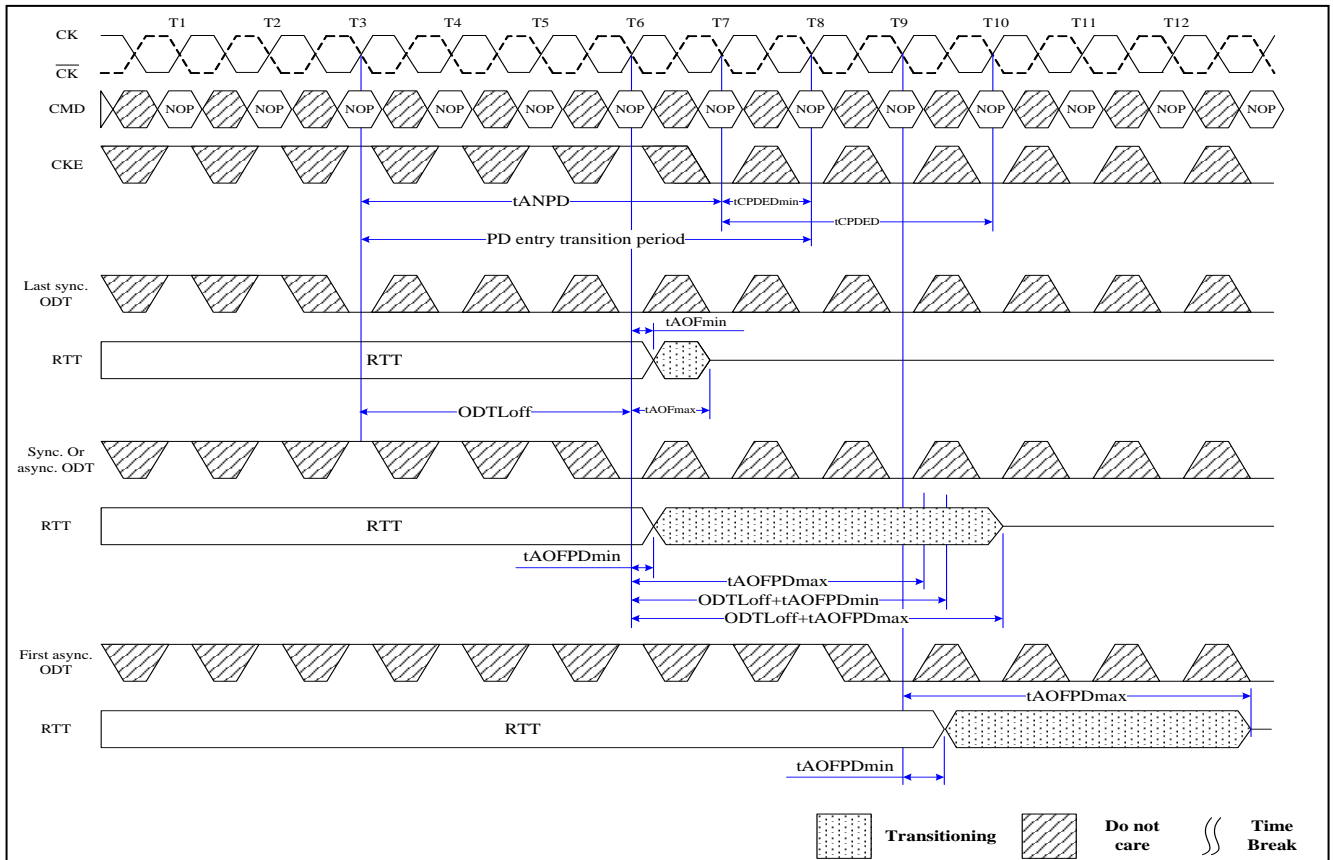 T1 T2 T3 T4 T5 T6 T7 T8 T9 T10 T11 T12
CK
CK
CMD NOP NOP NOP NOP NOP NOP NOP NOP NOP NOP NOP NOP NOP
CKE
tANPD tCPDEDmin
tCPDED
PD entry transition period
Last sync.
ODT
tAOFmin
RTT RTT
ODTLoff tAOFmax
Sync. Or
async. ODT
RTT RTT
tAOFPDmin
tAOFPDmax
ODTLoff+tAOFPDmin
ODTLoff+tAOFPDmax
First async.
ODT
tAOFPDmax
RTT RTT
tAOFPDmin
Transitioning Do not
care Time
Break